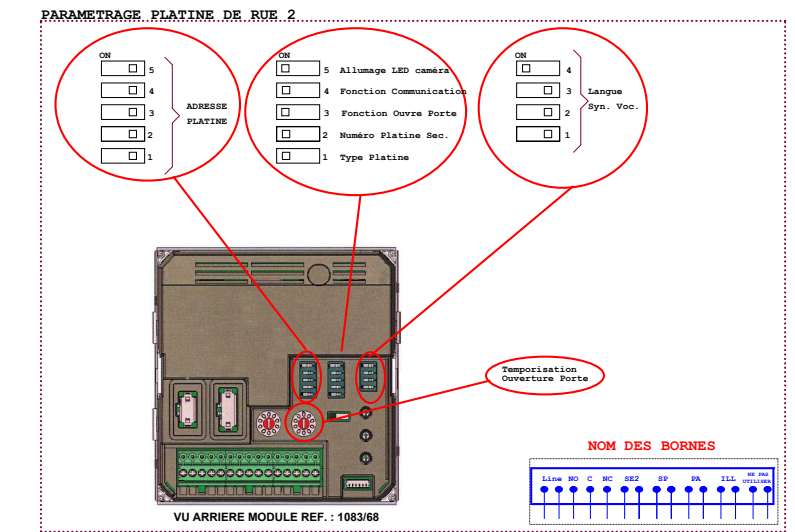 PARAMETRAGE PLATINE DE RUE 2
ON
5
4
3
2
1
ADRESSE
PLATINE
ON
5 Allumage LED caméra
4 Fonction Communication
3 Fonction Ouvre Porte
2 Numéro Platine Sec.
1 Type Platine
ON
4
3
2
1
Langue
Syn. Voc.
Temporisation
Ouverture Porte
NOM DES BORNES
Line NO C NC SE2 SP PA ILL NE PAS
UTILISER
VU ARRIERE MODULE REF. : 1083/68